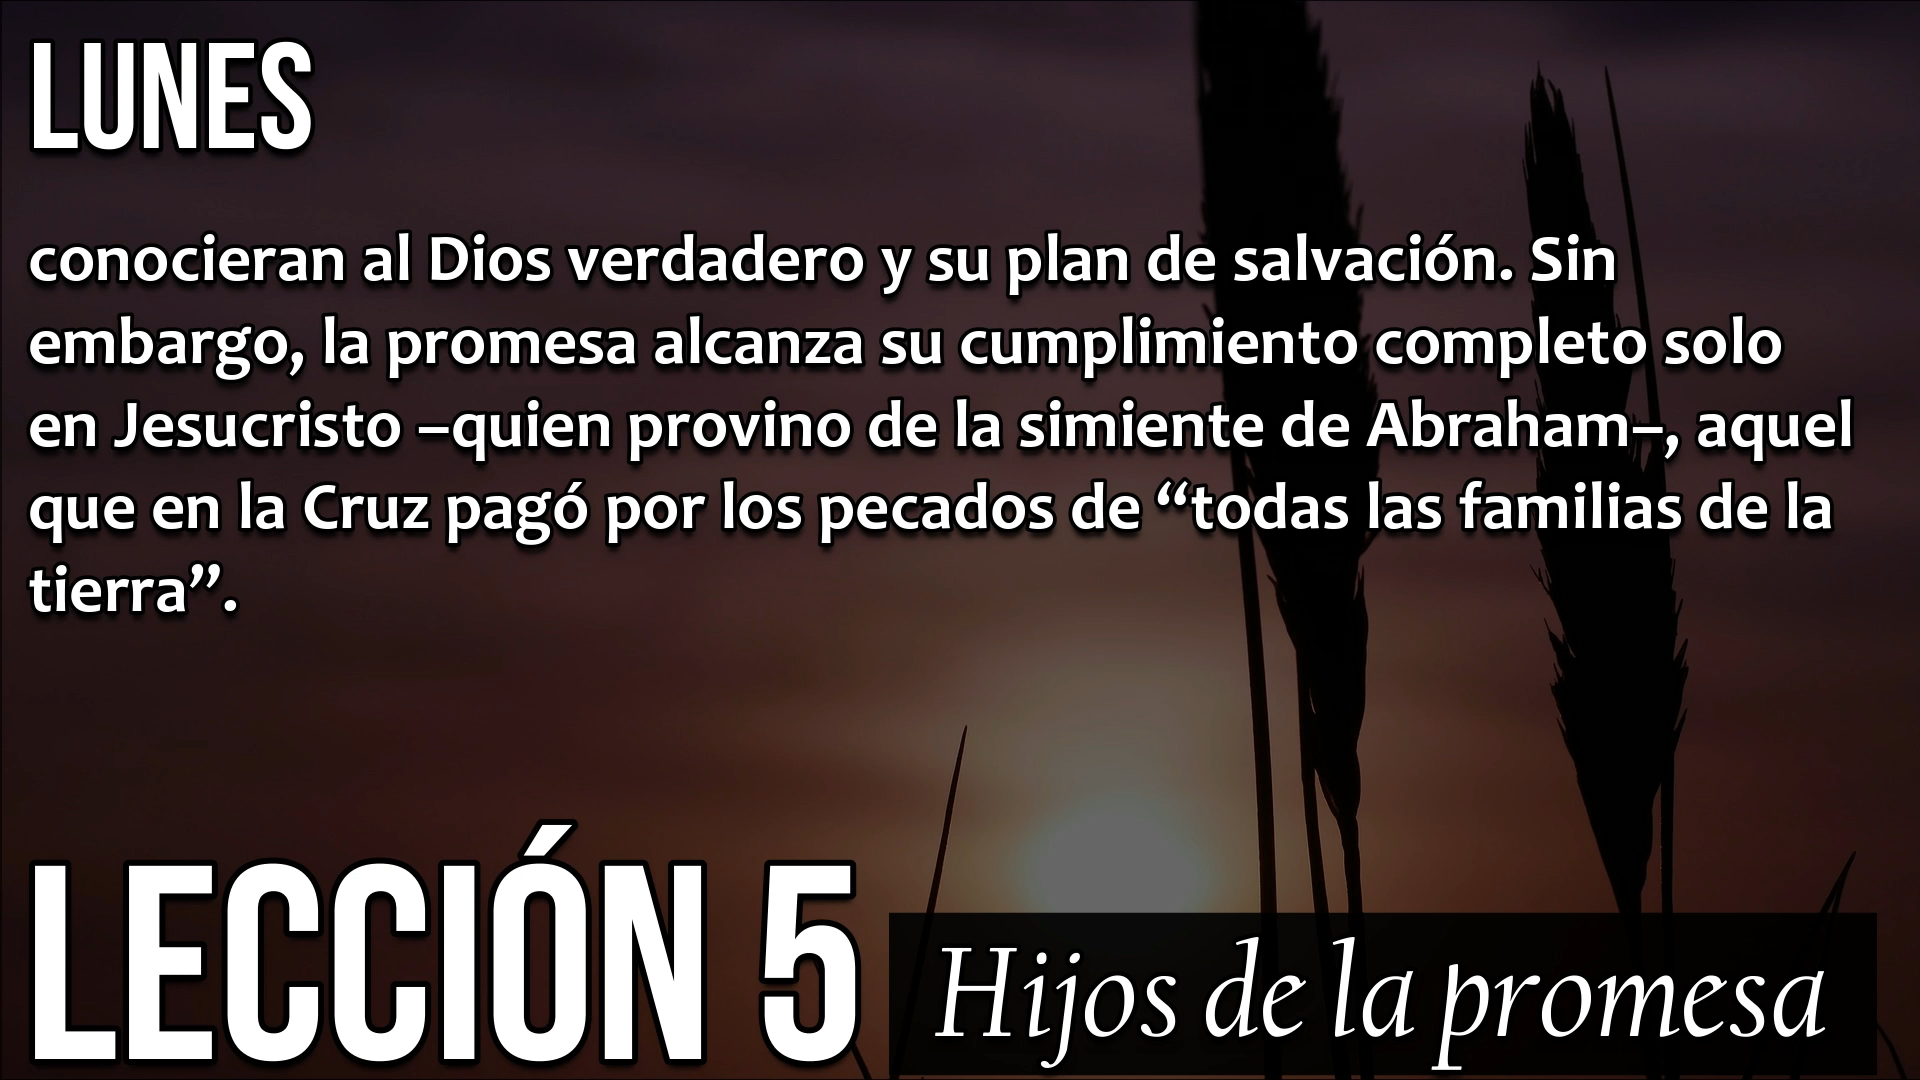 LUNES
conocieran al Dios verdadero y su plan de salvación. Sin
embargo, la promesa alcanza su cumplimiento completo solo
en Jesucristo –quien provino de la simiente de Abraham–, aquel
que en la Cruz pagó por los pecados de “todas las familias de la
tierra”.
LECCIÓN 5
Hijos de la promesa